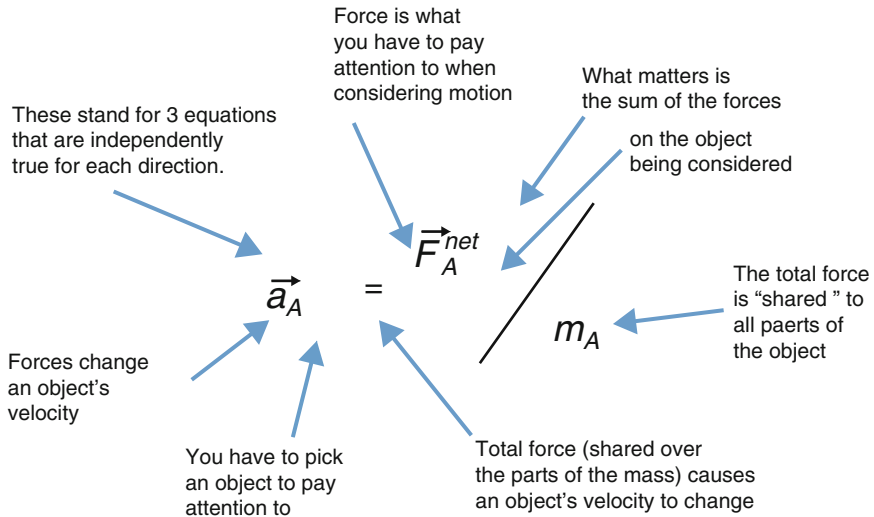 Force is what
you have to pay
attention to when
considering motion
What matters is
the sum of the forces
These stand for 3 equations
that are independently
true for each direction.
on the object
being considered
a_A = F_A^net / m_A
The total force
is “shared ” to
all paerts of
the object
Forces change
an object’s
velocity
You have to pick
an object to pay
attention to
Total force (shared over
the parts of the mass) causes
an object’s velocity to change